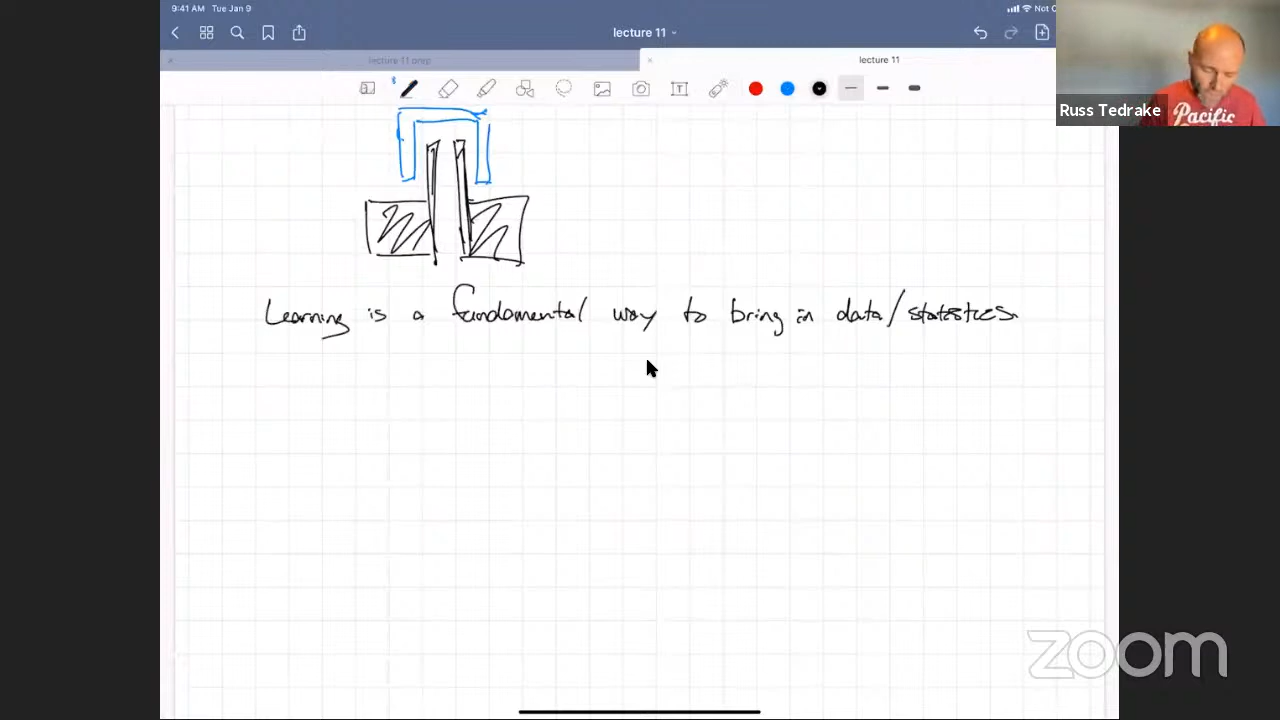 9:41 AM Tue Jan 9
Not C
lecture 11
lecture 11 prep
lecture 11
Russ Tedrake
Pacific
Learning is a fundamental way to bring in data/statistics.
zoom